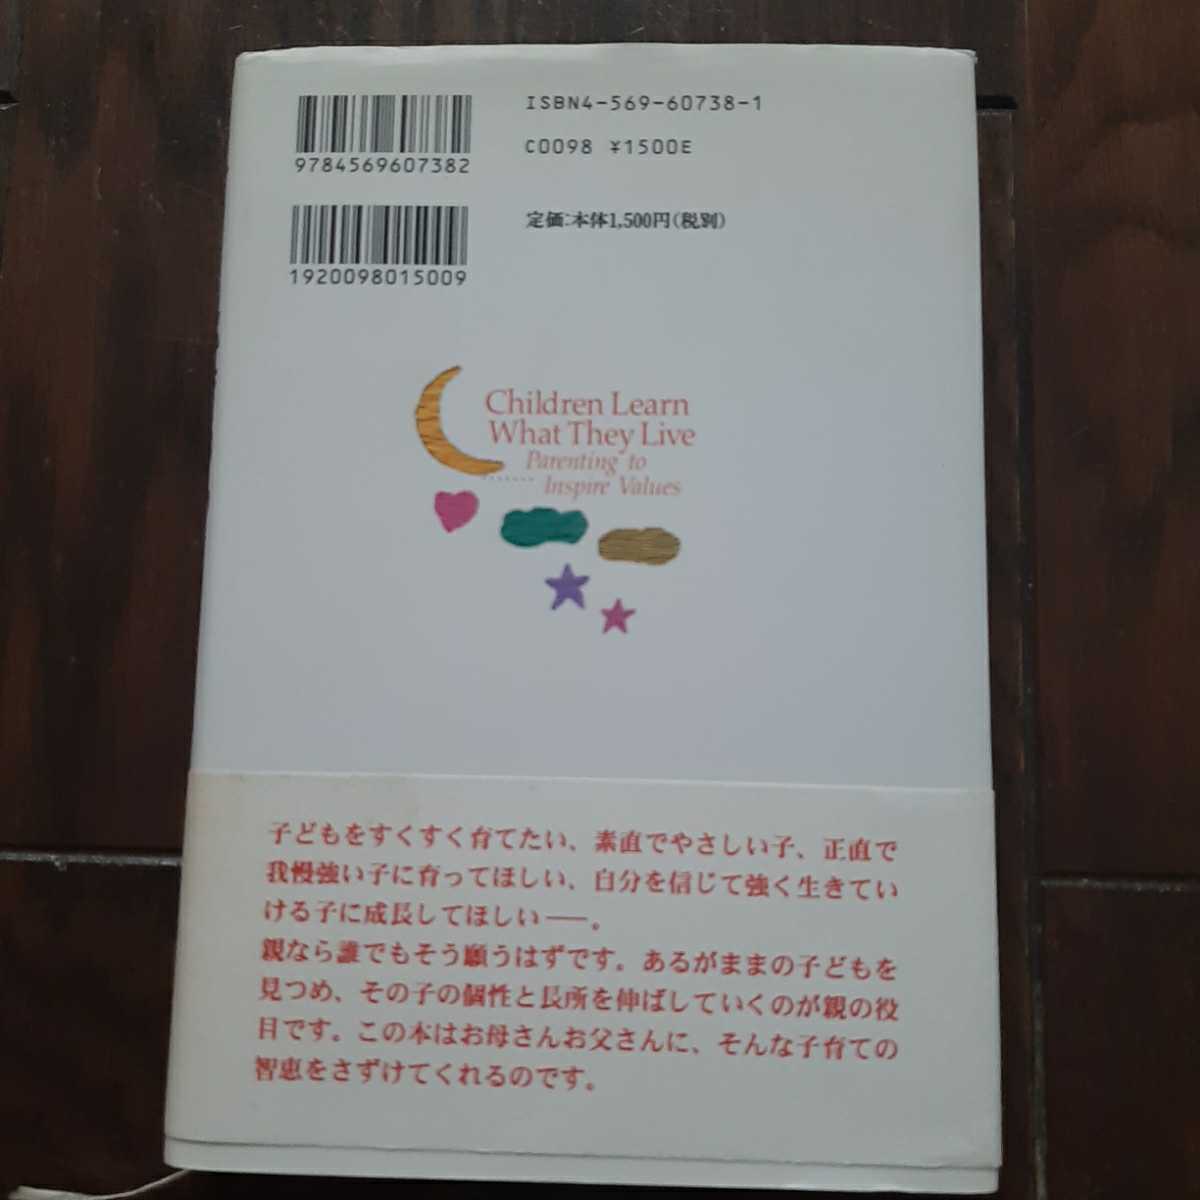 ISBN4-569-60738-1
C0098 ¥1500E
9784569607382
定価:本体1,500円(税別)
1920098015009
Children Learn
What They Live
Parenting to
Inspire Values
子どもをすくすく育てたい、素直でやさしい子、正直で
我慢強い子に育ってほしい、自分を信じて強く生きてい
ける子に成長してほしい――。
親なら誰でもそう願うはずです。あるがままの子どもを
見つめ、その子の個性と長所を伸ばしていくのが親の役
目です。この本はお母さんお父さんに、そんな子育ての
智恵をさずけてくれるのです。